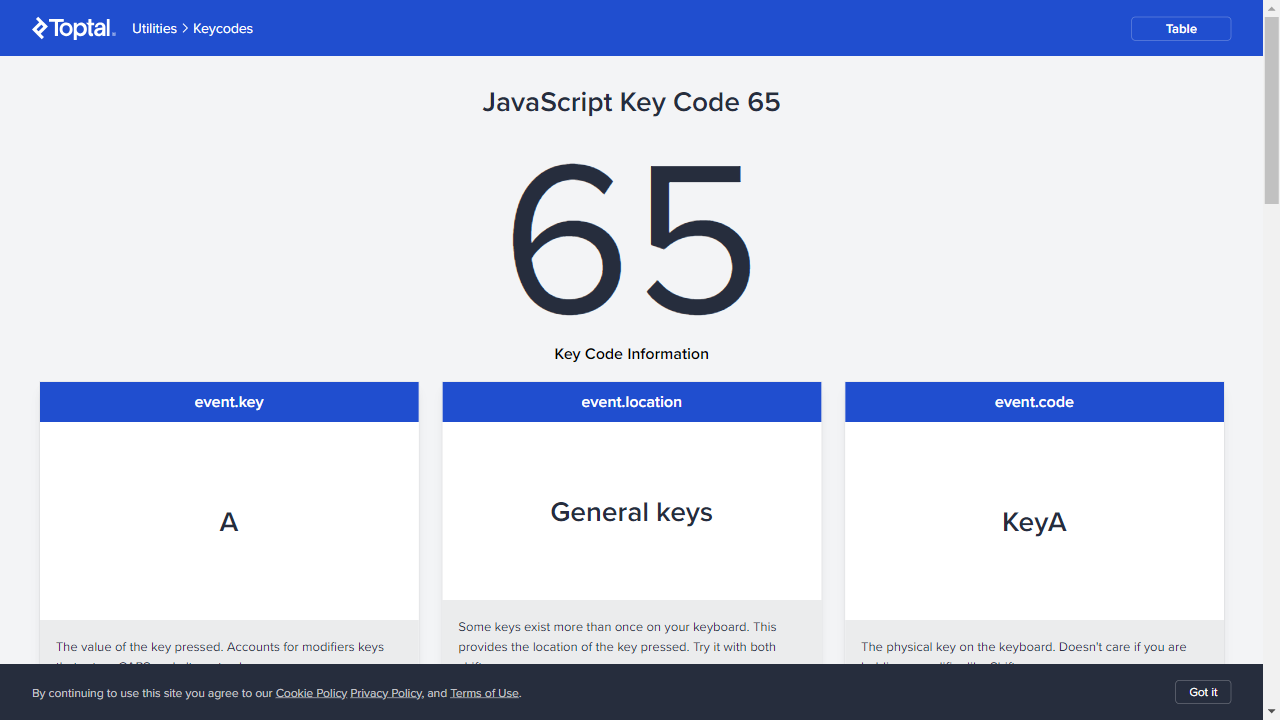 Toptal
Utilities > Keycodes
Table
JavaScript Key Code 65
65
Key Code Information
event.key
event.location
event.code
A
General keys
KeyA
Some keys exist more than once on your keyboard. This
provides the location of the key pressed. Try it with both
The value of the key pressed. Accounts for modifiers keys
The physical key on the keyboard. Doesn't care if you are
By continuing to use this site you agree to our Cookie Policy Privacy Policy, and Terms of Use.
Got it